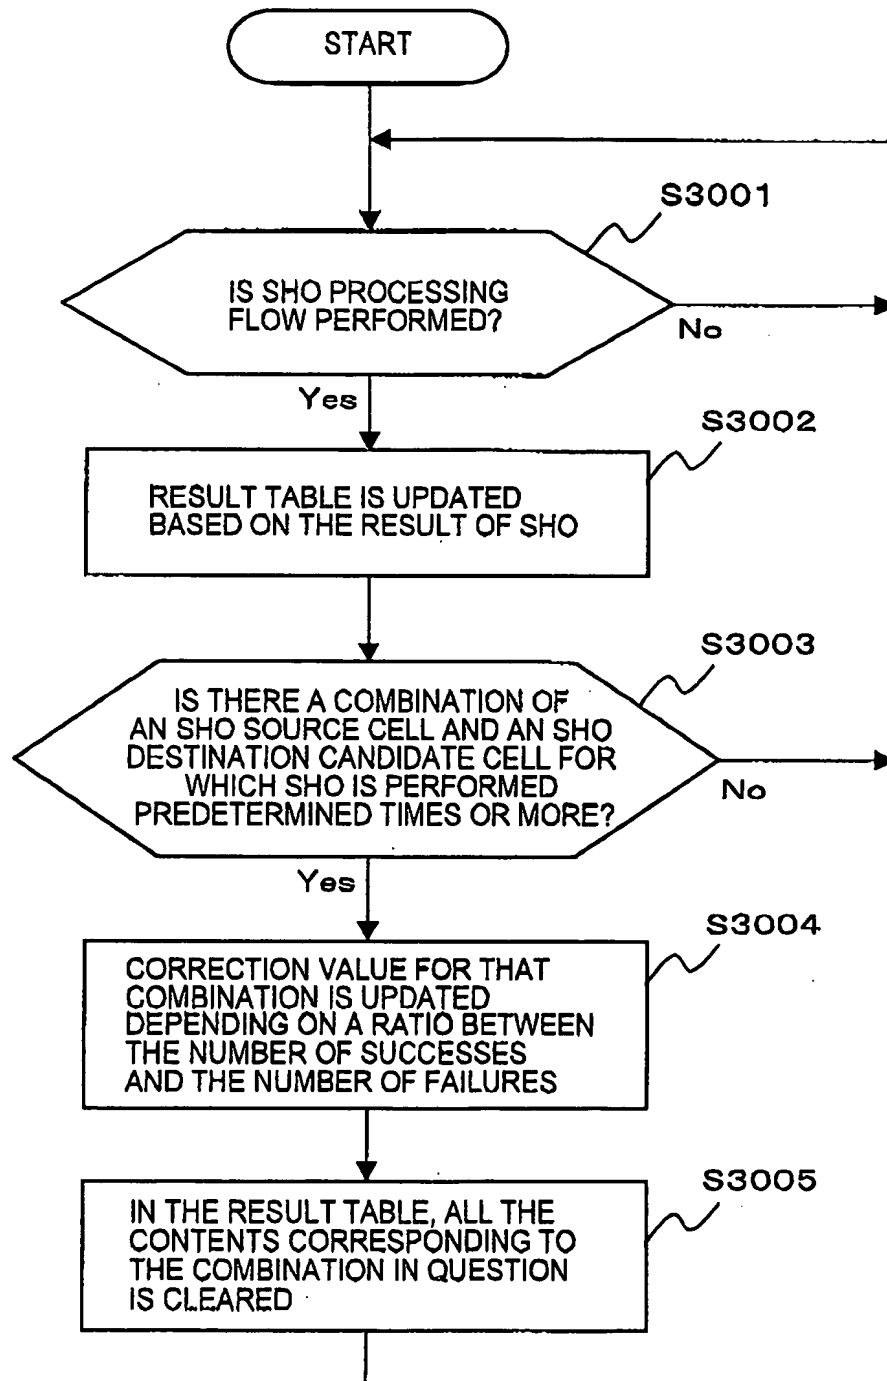 START
S3001
IS SHO PROCESSING
FLOW PERFORMED?
No
Yes
S3002
RESULT TABLE IS UPDATED
BASED ON THE RESULT OF SHO
S3003
IS THERE A COMBINATION OF
AN SHO SOURCE CELL AND AN SHO
DESTINATION CANDIDATE CELL FOR
WHICH SHO IS PERFORMED
PREDETERMINED TIMES OR MORE?
No
Yes
S3004
CORRECTION VALUE FOR THAT
COMBINATION IS UPDATED
DEPENDING ON A RATIO BETWEEN
THE NUMBER OF SUCCESSES
AND THE NUMBER OF FAILURES
S3005
IN THE RESULT TABLE, ALL THE
CONTENTS CORRESPONDING TO
THE COMBINATION IN QUESTION
IS CLEARED